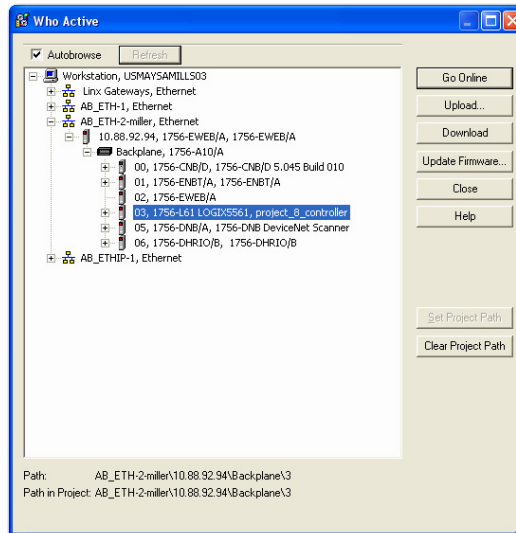 Who Active
Autobrowse
Refresh
Workstation, USMAYSAMILLS03
Linx Gateways, Ethernet
AB_ETH-1, Ethernet
AB_ETH-2-miller, Ethernet
10.88.92.94, 1756-EWEB/A, 1756-EWEB/A
Backplane, 1756-A10/A
00, 1756-CNB/D, 1756-CNB/D 5.045 Build 010
01, 1756-ENBT/A, 1756-ENBT/A
02, 1756-EWEB/A
03, 1756-L61 LOGIX5561, project_8_controller
05, 1756-DNB/A, 1756-DNB DeviceNet Scanner
06, 1756-DHRIO/B, 1756-DHRIO/B
AB_ETHIP-1, Ethernet
Go Online
Upload...
Download
Update Firmware...
Close
Help
Set Project Path
Clear Project Path
Path: AB_ETH-2-miller\10.88.92.94\Backplane\3
Path in Project: AB_ETH-2-miller\10.88.92.94\Backplane\3